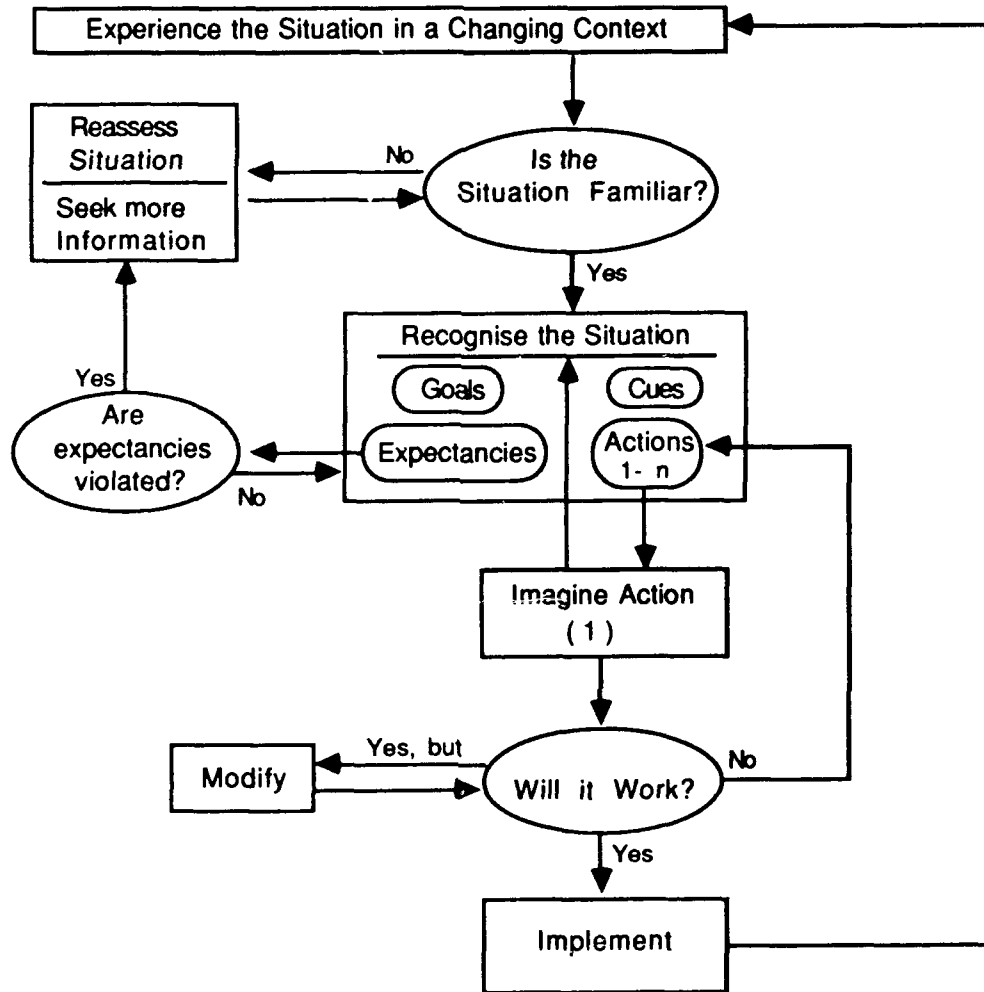 Experience the Situation in a Changing Context
Reassess
Situation
Seek more
Information
No
Is the
Situation Familiar?
Yes
Recognise the Situation
Goals
Cues
Expectancies
Actions
1- n
Yes
Are
expectancies
violated?
No
Imagine Action
( 1 )
Yes, but
Modify
Will it Work?
No
Yes
Implement